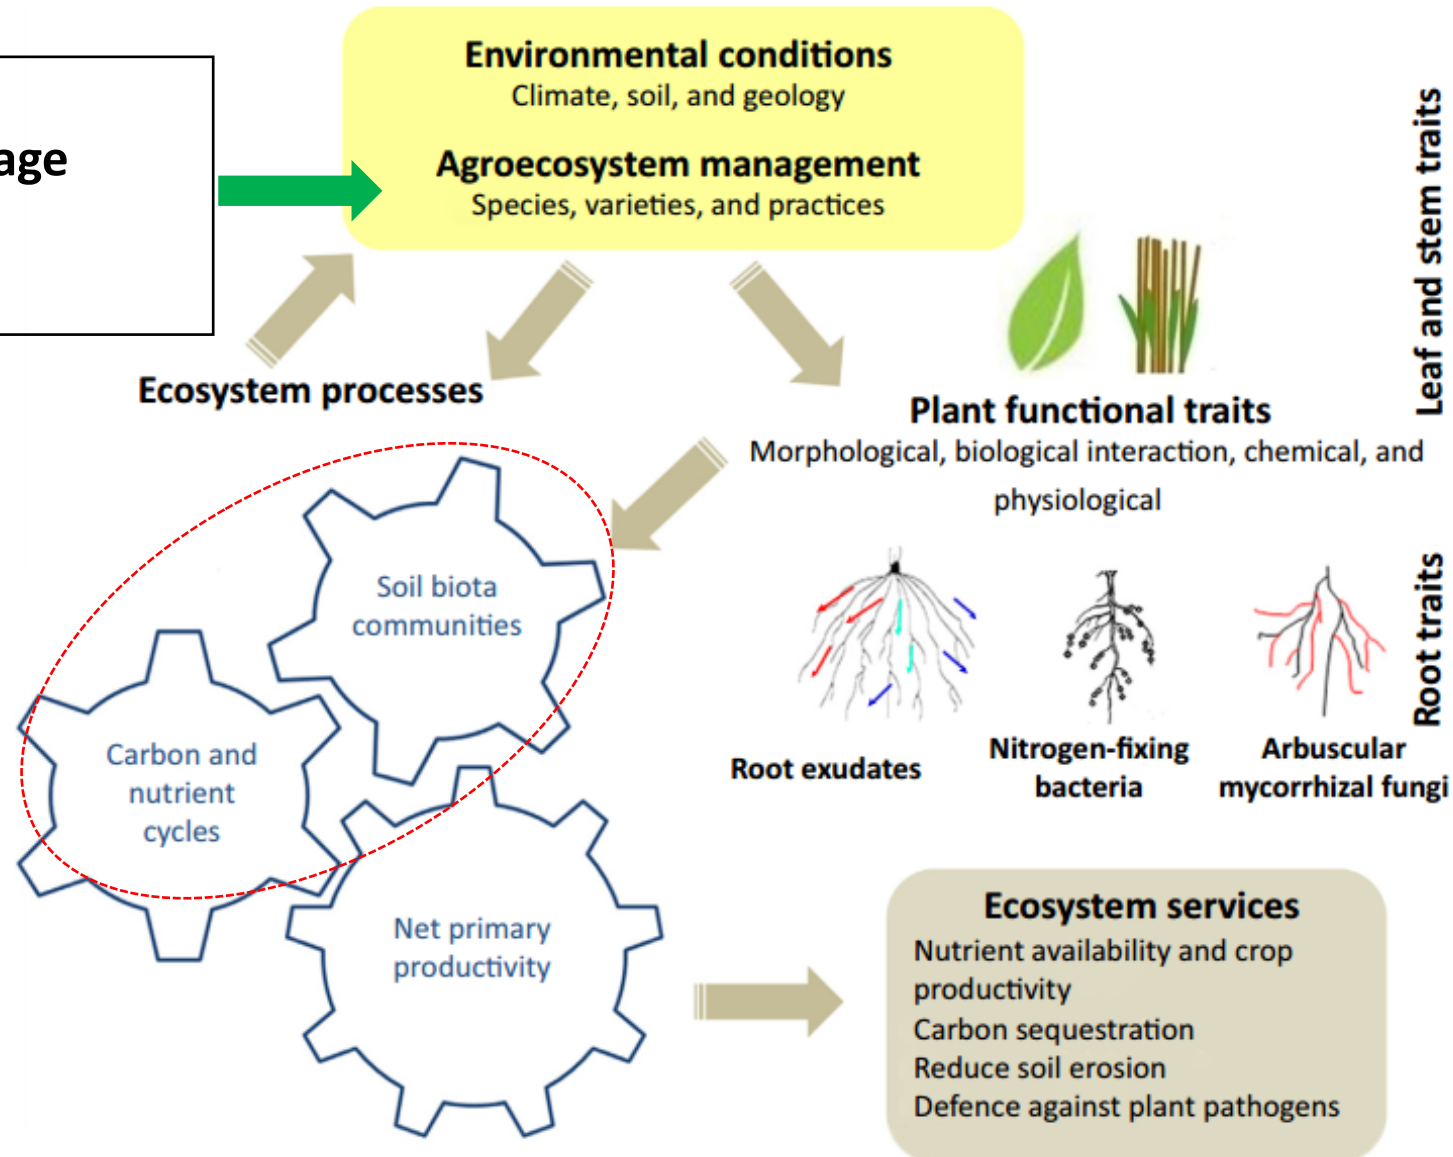 age
Environmental conditions
Climate, soil, and geology
Agroecosystem management
Species, varieties, and practices
Leaf and stem traits
Ecosystem processes
Plant functional traits
Morphological, biological interaction, chemical, and
physiological
Soil biota
communities
Carbon and
nutrient
cycles
Net primary
productivity
Root traits
Root exudates
Nitrogen-fixing
bacteria
Arbuscular
mycorrhizal fungi
Ecosystem services
Nutrient availability and crop
productivity
Carbon sequestration
Reduce soil erosion
Defence against plant pathogens